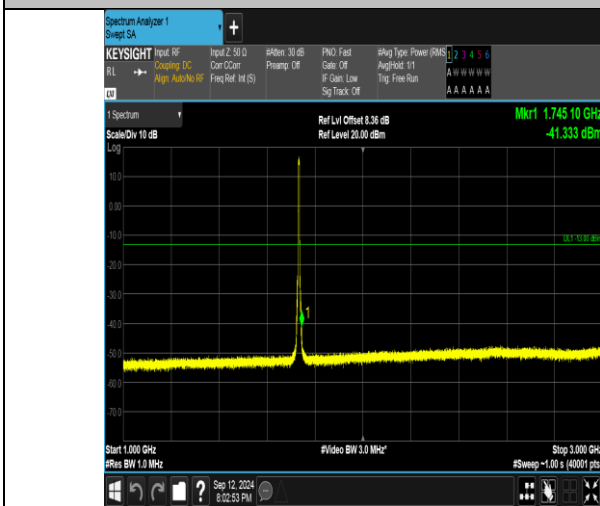 Spectrum Analyzer 1
Swept SA
+
KEYSIGHT Input: RF Input Z: 50 Ω #Atten: 30 dB PNO: Fast #Avg Type: Power (RMS 1 2 3 4 5 6
RL Coupling: DC Corr CCorr Preamp: Off Gate: Off Avg|Hold: 1/1 A W W W W W
Align: Auto/No RF Freq Ref: Int (S) IF Gain: Low Trig: Free Run
Sig Track: Off A A A A A A
LXI
1 Spectrum
Scale/Div 10 dB
Ref Lvl Offset 8.36 dB
Ref Level 20.00 dBm
Mkr1 1.745 10 GHz
-41.333 dBm
Log
10.0
0.00
-10.0
DL1 -13.00 dBm
-20.0
-30.0
1
-40.0
-50.0
-60.0
-70.0
Start 1.000 GHz #Video BW 3.0 MHz* Stop 3.000 GHz
#Res BW 1.0 MHz #Sweep ~1.00 s (40001 pts
? Sep 12, 2024
8:02:53 PM